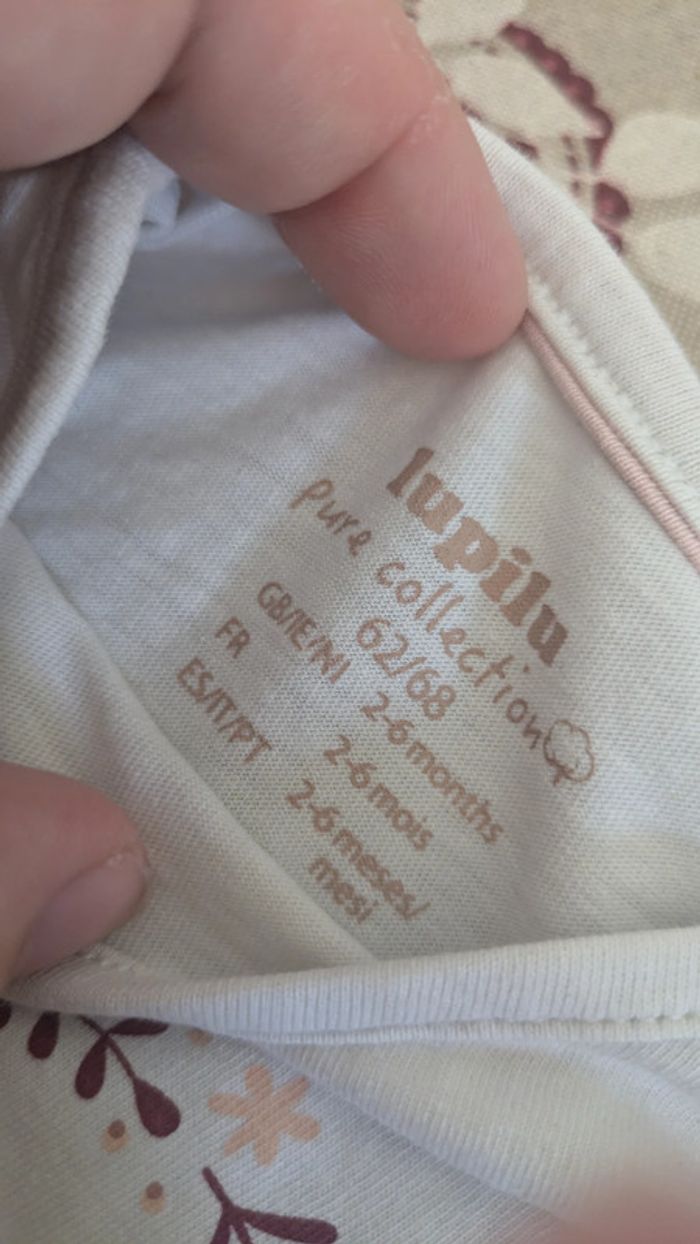 lupilu
pure collection
62/68
GB/IE/NI 2-6 months
FR 2-6 mois
ES/IT/PT 2-6 meses/
mesi